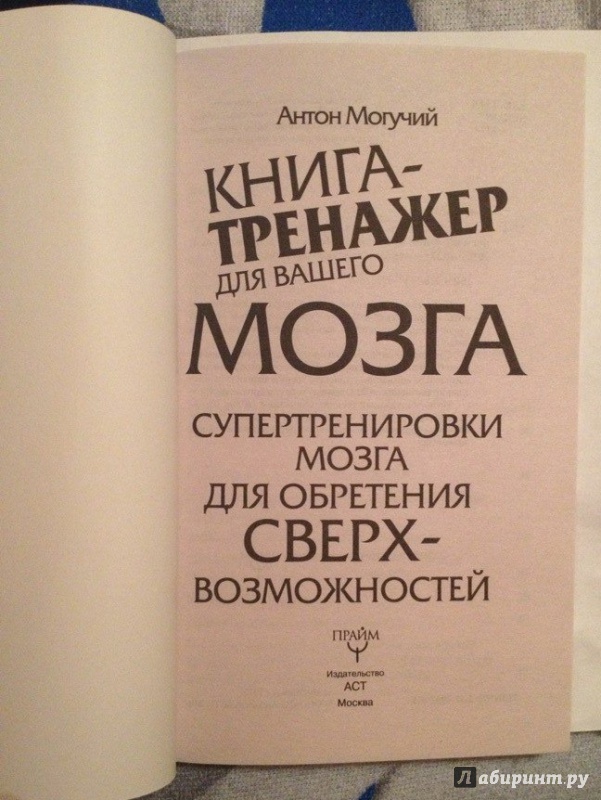 Антон Могучий
КНИГА-
ТРЕНАЖЕР
ДЛЯ ВАШЕГО
МОЗГА
СУПЕРТРЕНИРОВКИ
МОЗГА
ДЛЯ ОБРЕТЕНИЯ
СВЕРХ-
ВОЗМОЖНОСТЕЙ
ПРАЙМ
Издательство
АСТ
Москва
Лабиринт.ру